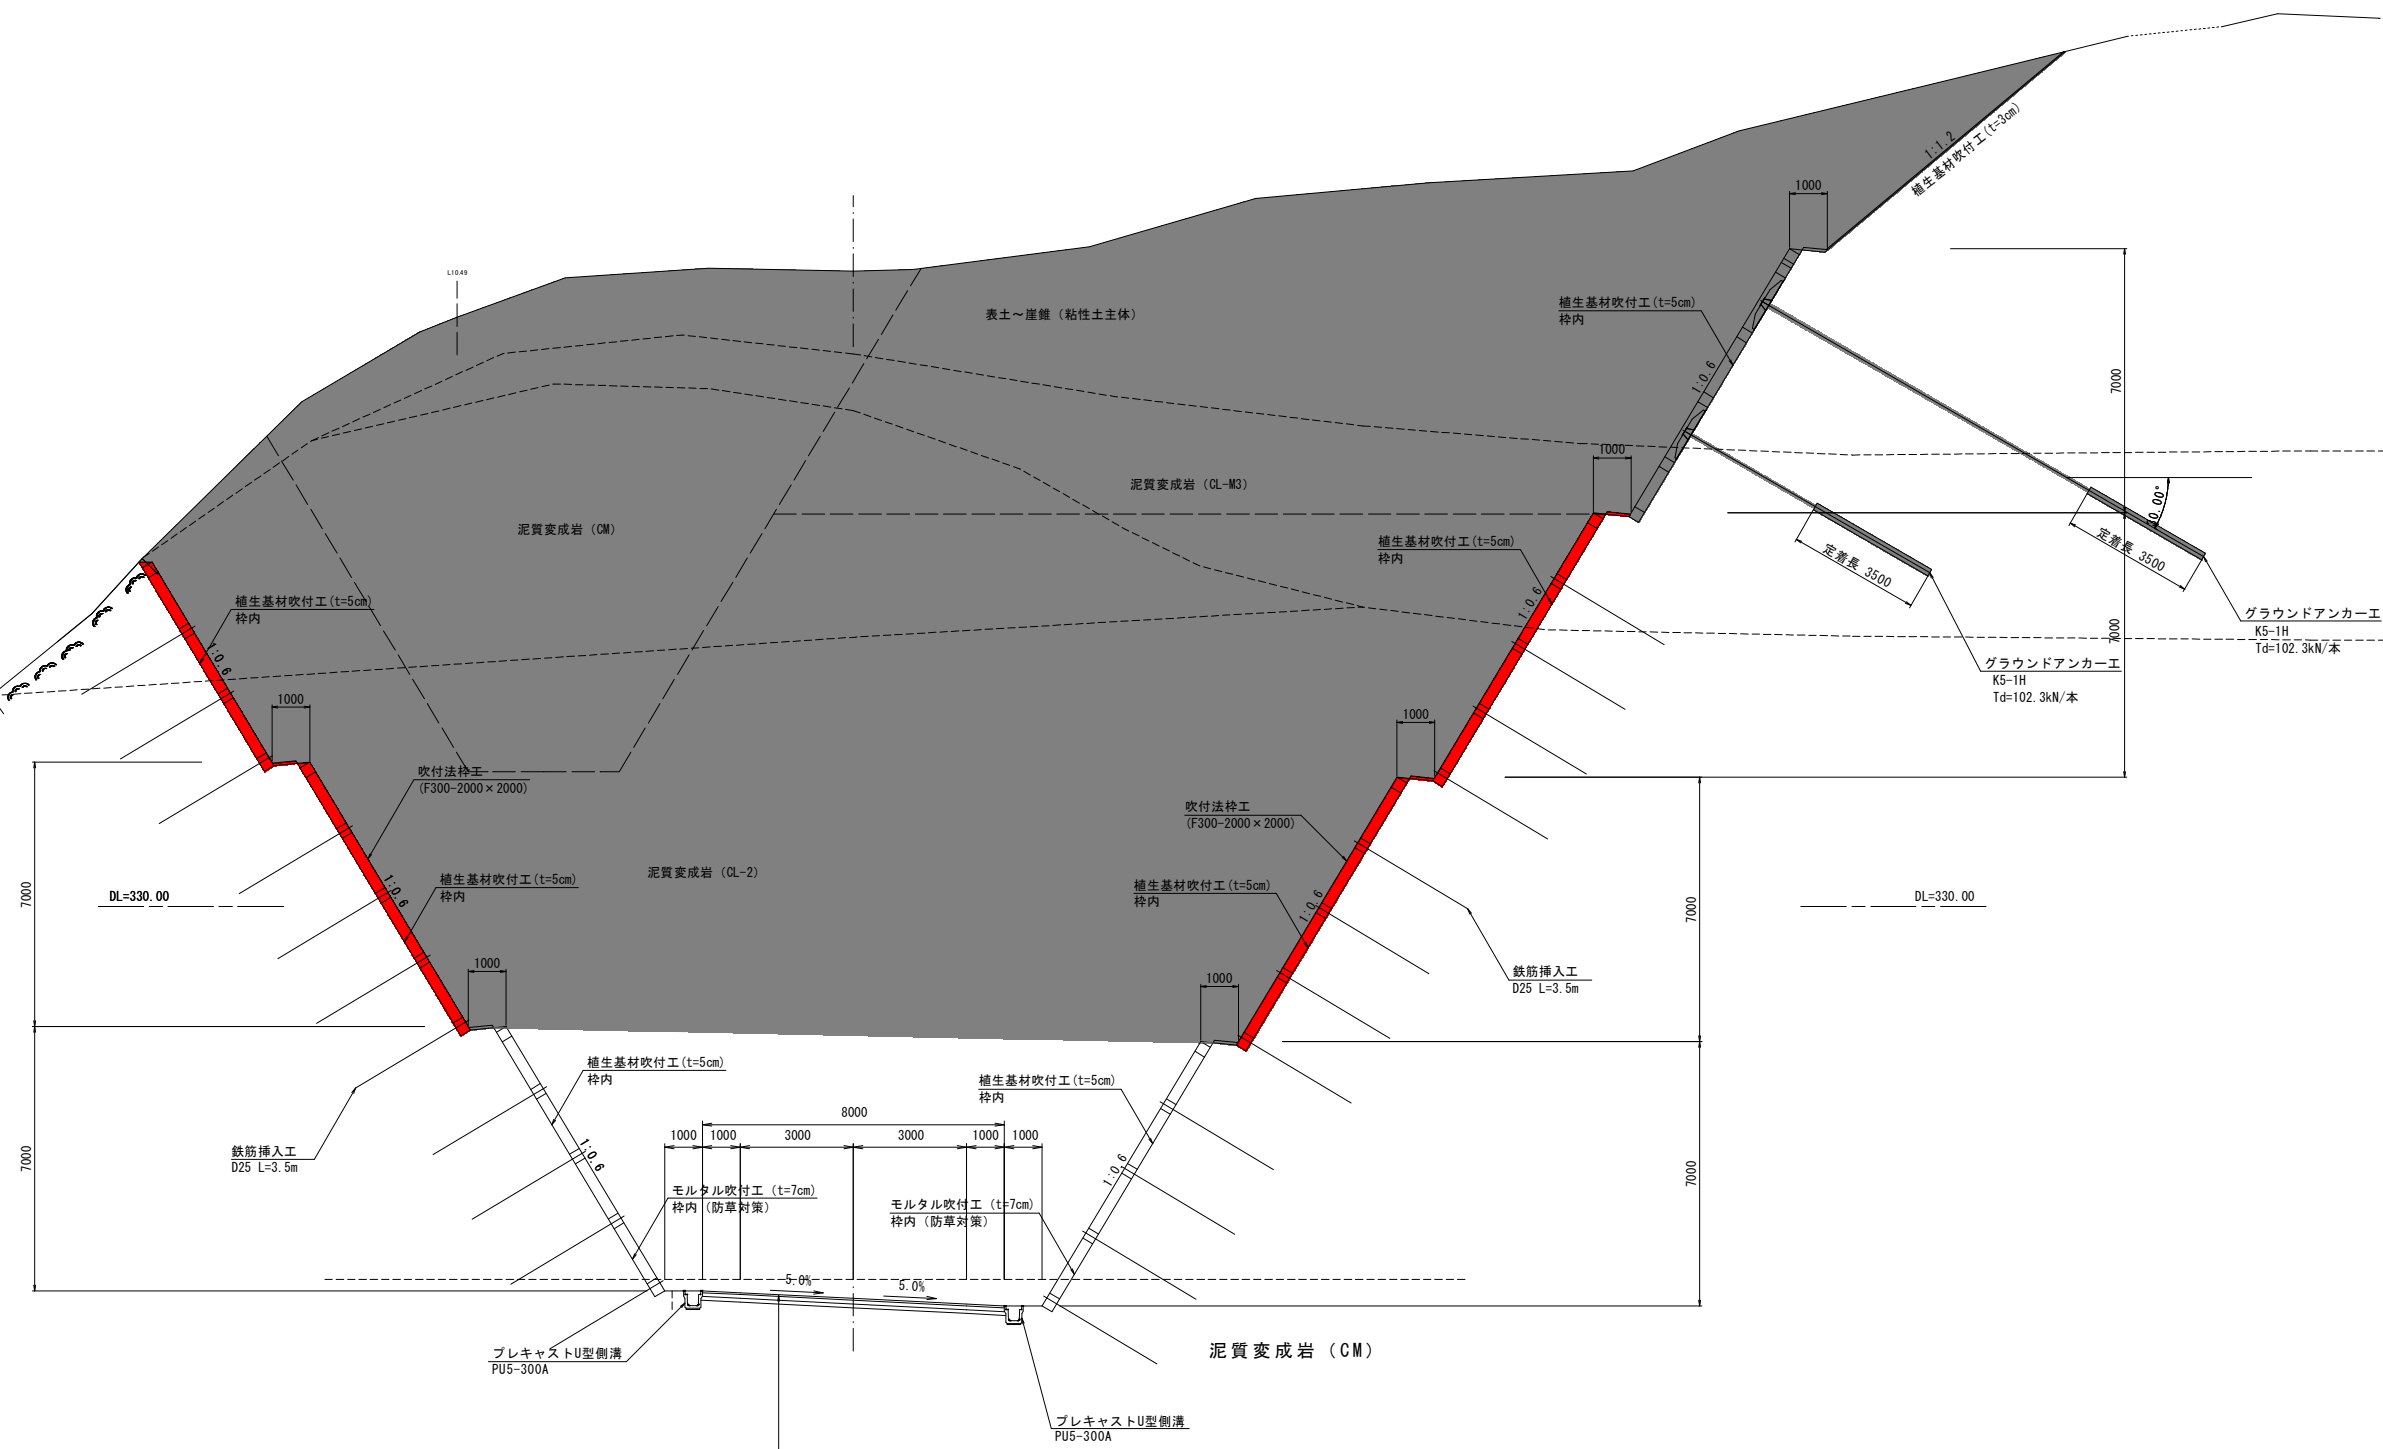 1:1.2
植生基材吹付工(t=3cm)
1000
L10.49
表土～崖錐（粘性土主体）
植生基材吹付工(t=5cm)
枠内
1:0.6
7000
1000
泥質変成岩（CL-M3）
泥質変成岩（CM）
30.00°
植生基材吹付工(t=5cm)
枠内
定着長 3500
定着長 3500
植生基材吹付工(t=5cm)
枠内
1:0.6
グラウンドアンカー工
K5-1H
Td=102.3kN/本
7000
1:0.6
グラウンドアンカー工
K5-1H
Td=102.3kN/本
1000
1000
吹付法枠工
(F300-2000×2000)
吹付法枠工
(F300-2000×2000)
泥質変成岩（CL-2）
植生基材吹付工(t=5cm)
枠内
植生基材吹付工(t=5cm)
枠内
1:0.6
1:0.6
7000
DL=330.00
7000
DL=330.00
1000
1000
鉄筋挿入工
D25 L=3.5m
植生基材吹付工(t=5cm)
枠内
植生基材吹付工(t=5cm)
枠内
8000
1000
1000
3000
3000
1000
1000
鉄筋挿入工
D25 L=3.5m
1:0.6
1:0.6
7000
7000
モルタル吹付工（t=7cm）
枠内（防草対策）
モルタル吹付工（t=7cm）
枠内（防草対策）
5.0%
5.0%
プレキャストU型側溝
PU5-300A
泥質変成岩（CM）
プレキャストU型側溝
PU5-300A